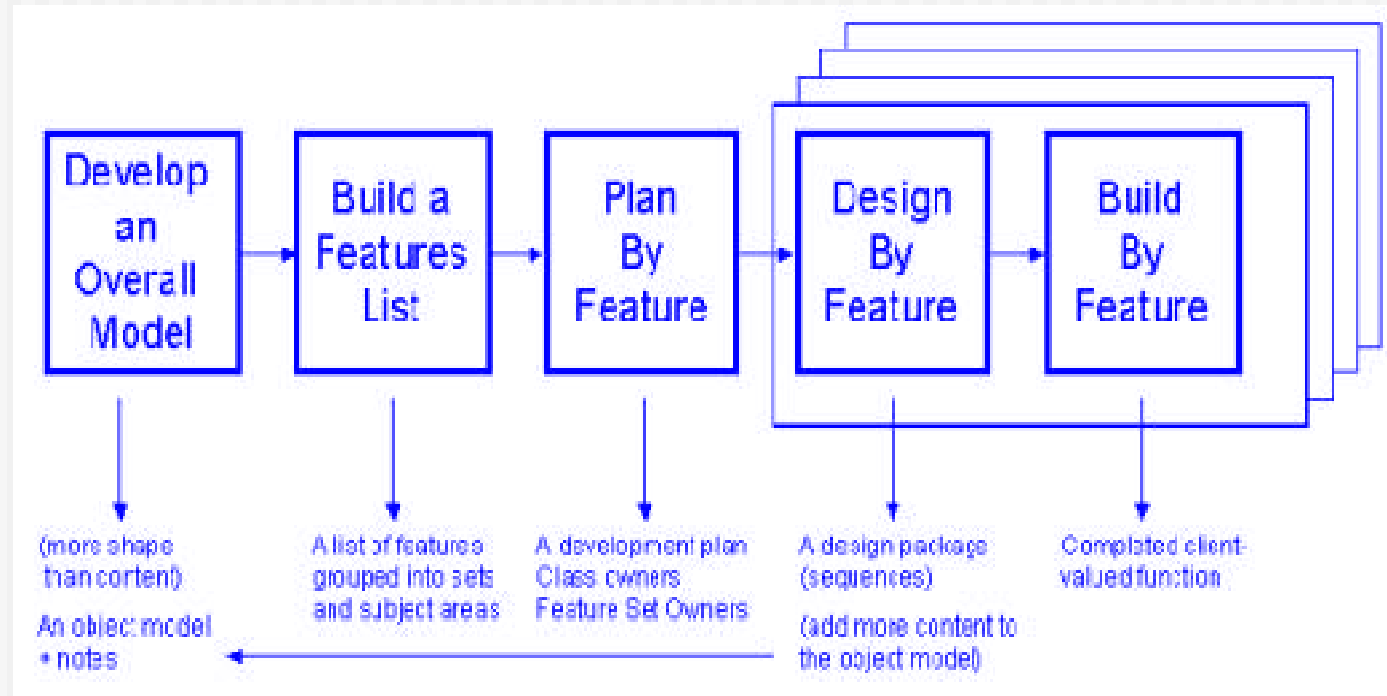 Develop
an
Overall
Model
Build a
Features
List
Plan
By
Feature
Design
By
Feature
Build
By
Feature
(more shape
than content)
An object model
+ notes
A list of features
grouped into sets
and subject areas
A development plan
Class owners
Feature Set Owners
A design package
(sequences)
(add more content to
the object model)
Completed client-
valued function